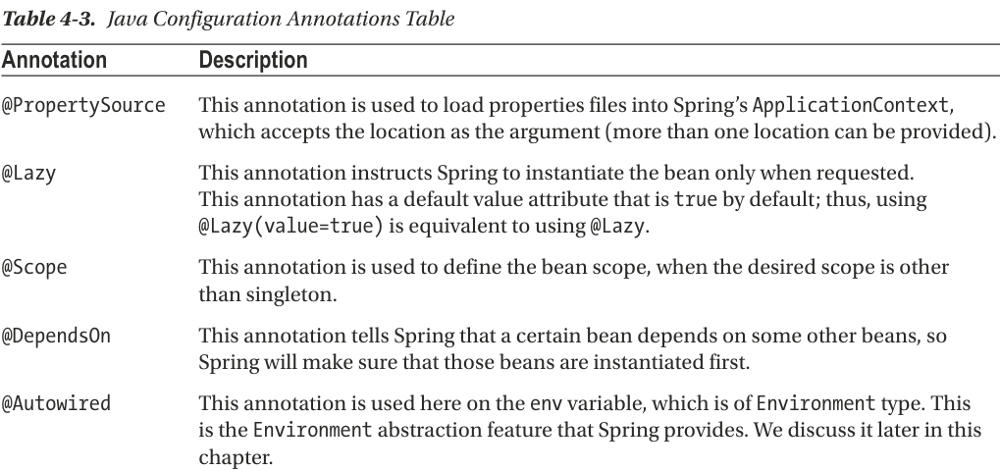 Table 4-3. Java Configuration Annotations Table
Annotation Description
@PropertySource This annotation is used to load properties files into Spring’s ApplicationContext,
which accepts the location as the argument (more than one location can be provided).
@Lazy This annotation instructs Spring to instantiate the bean only when requested.
This annotation has a default value attribute that is true by default; thus, using
@Lazy(value=true) is equivalent to using @Lazy.
@Scope This annotation is used to define the bean scope, when the desired scope is other
than singleton.
@DependsOn This annotation tells Spring that a certain bean depends on some other beans, so
Spring will make sure that those beans are instantiated first.
@Autowired This annotation is used here on the env variable, which is of Environment type. This
is the Environment abstraction feature that Spring provides. We discuss it later in this
chapter.